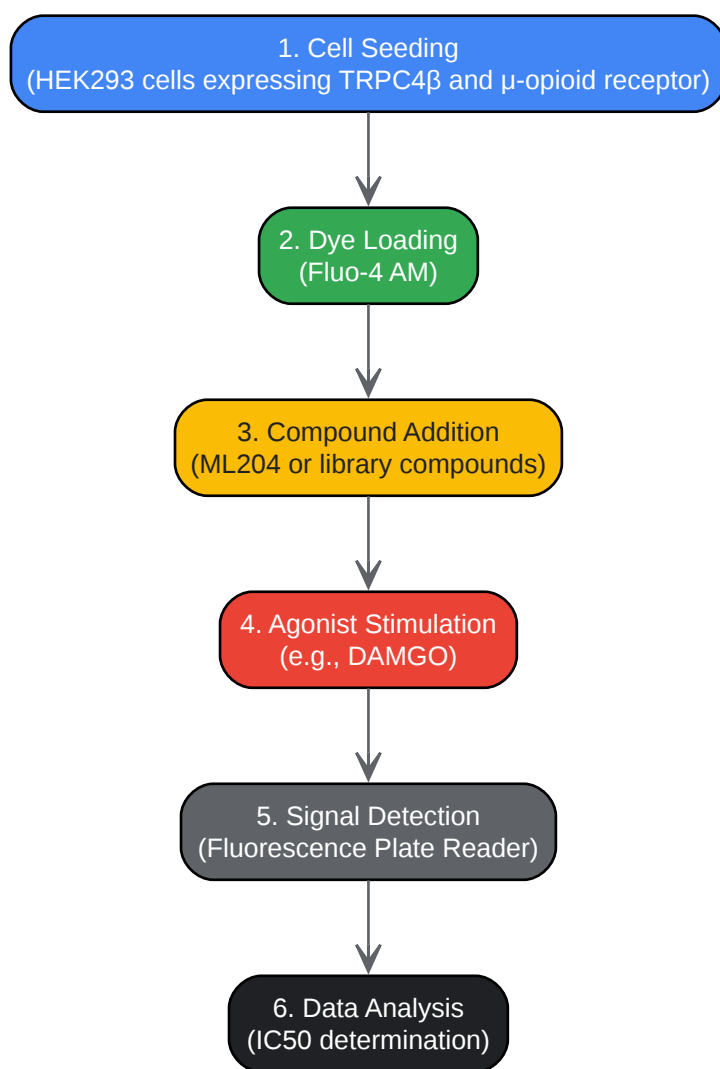 1. Cell Seeding
(HEK293 cells expressing TRPC4β and μ-opioid receptor)
2. Dye Loading
(Fluo-4 AM)
3. Compound Addition
(ML204 or library compounds)
4. Agonist Stimulation
(e.g., DAMGO)
5. Signal Detection
(Fluorescence Plate Reader)
6. Data Analysis
(IC50 determination)